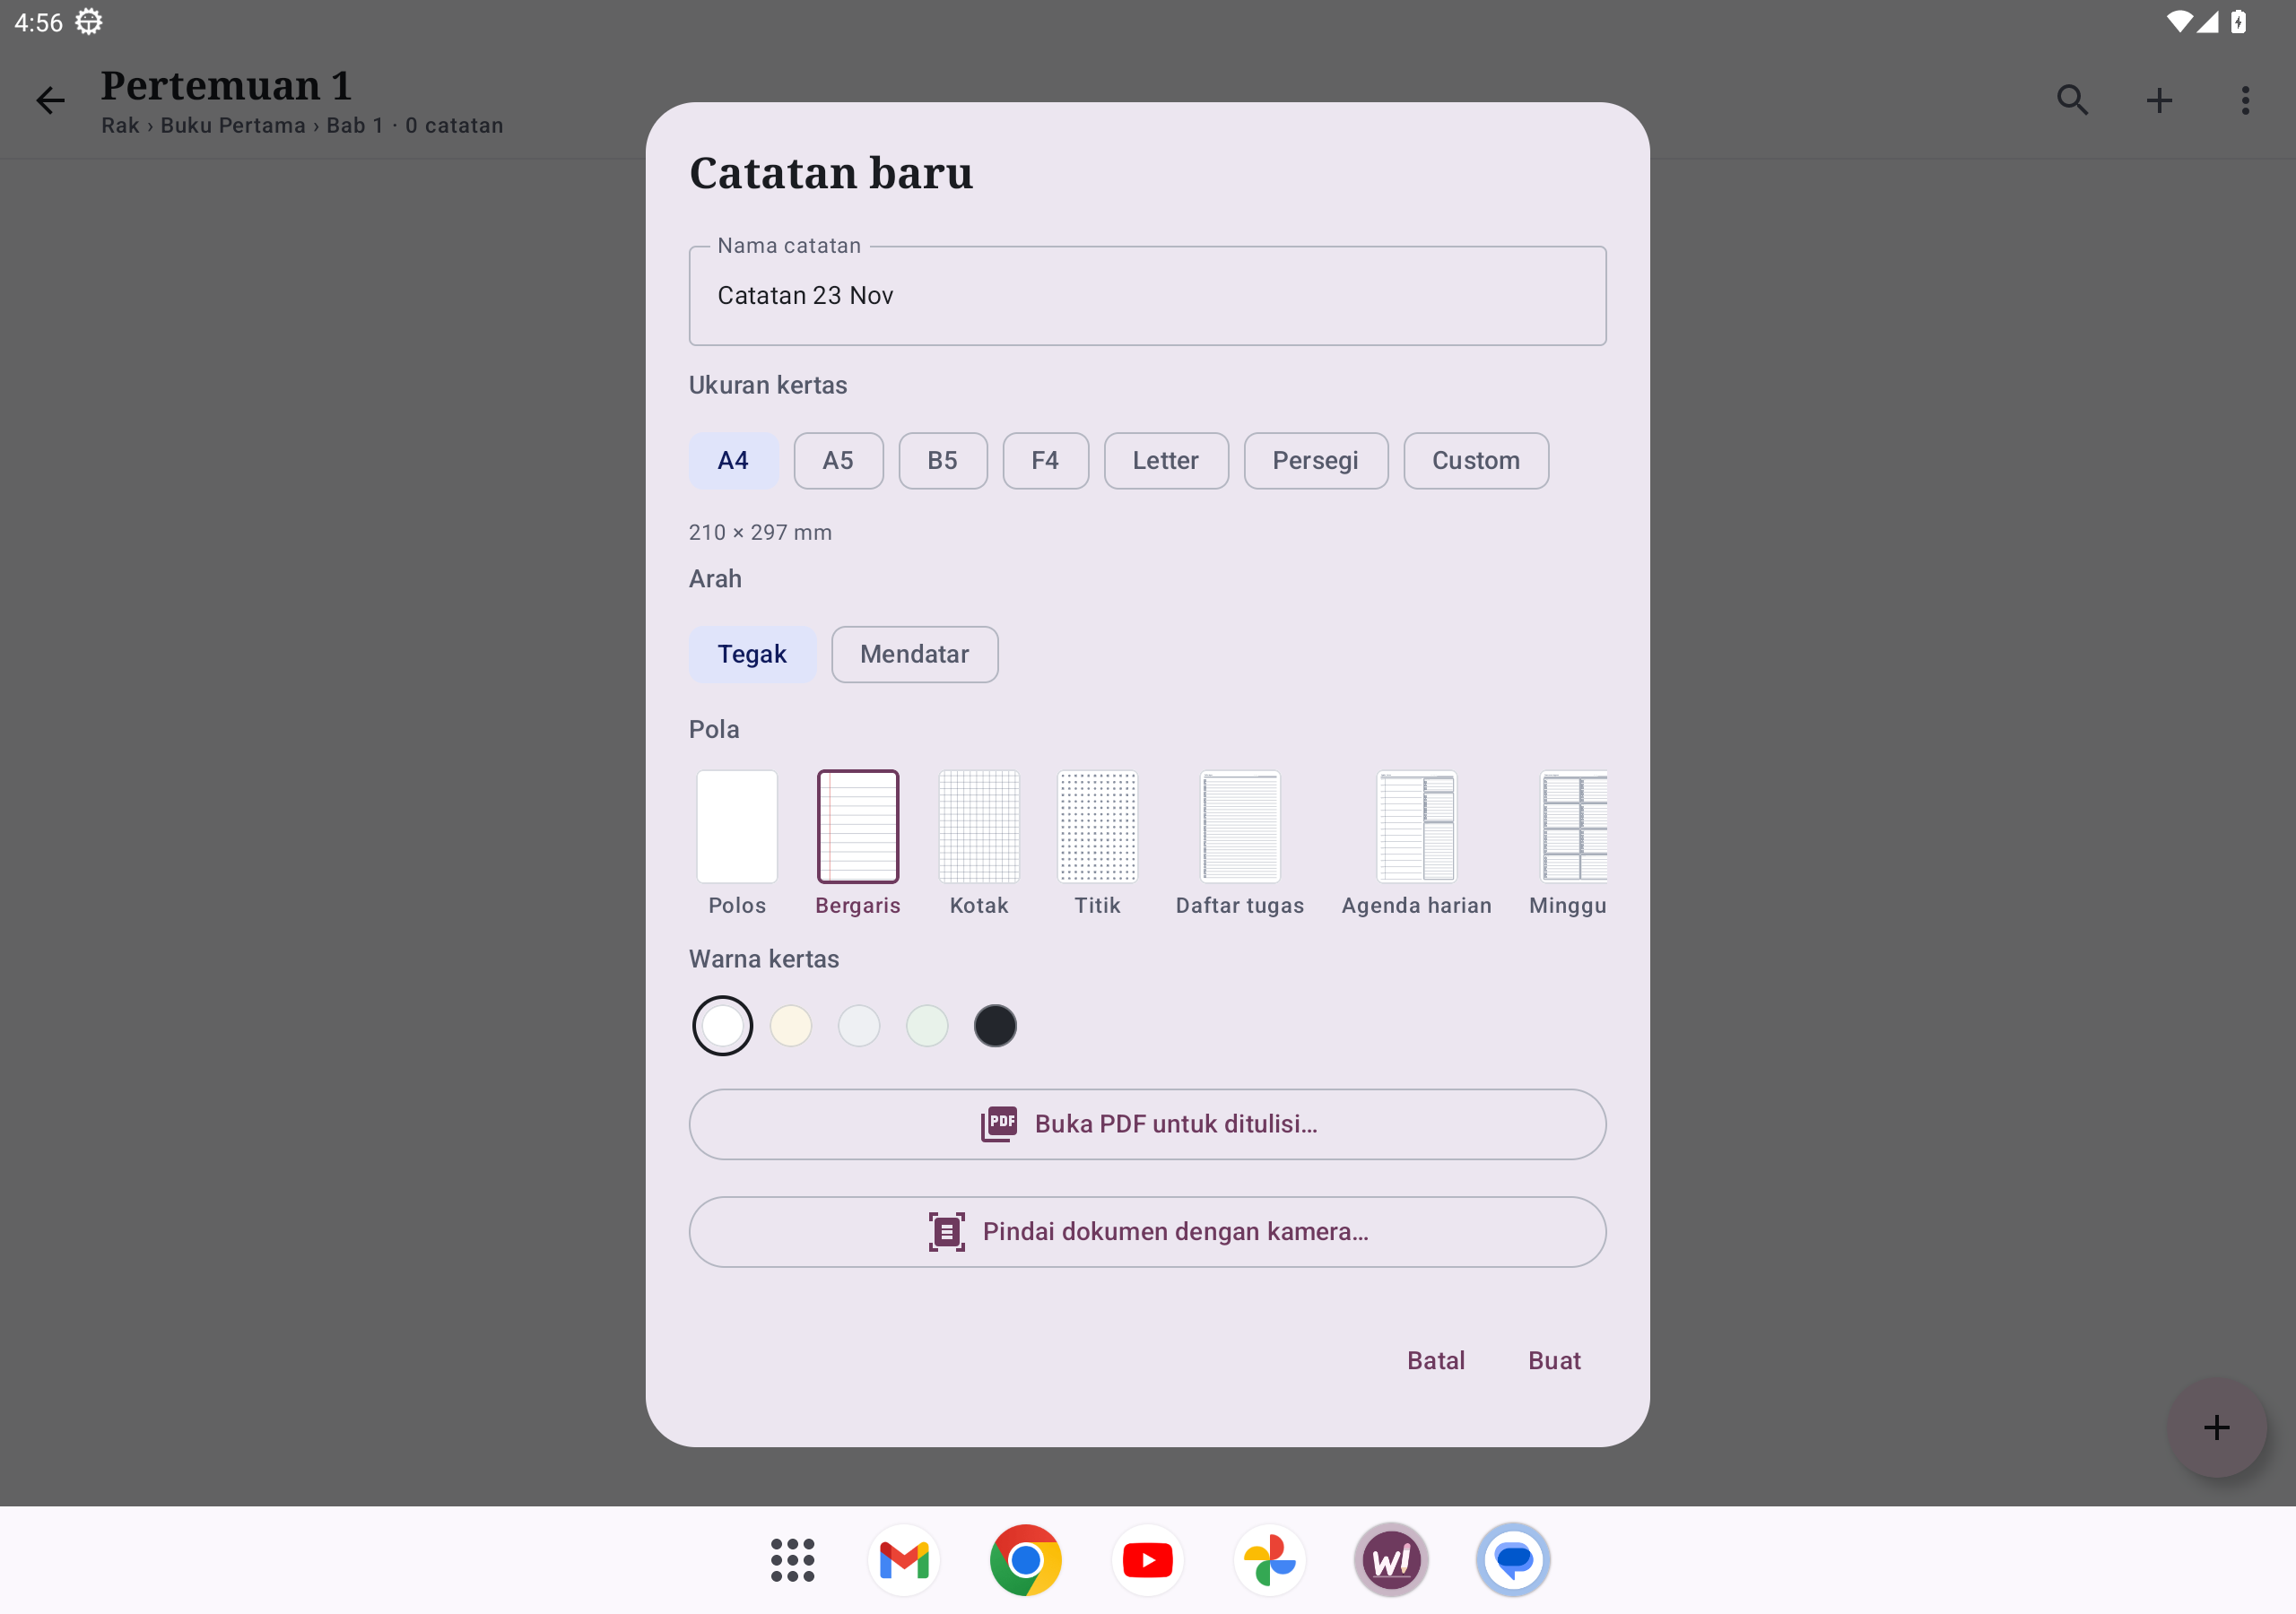 4:56
Pertemuan 1
Rak › Buku Pertama › Bab 1 · 0 catatan
Catatan baru
Nama catatan
Catatan 23 Nov
Ukuran kertas
A4 A5 B5 F4 Letter Persegi Custom
210 × 297 mm
Arah
Tegak Mendatar
Pola
Polos Bergaris Kotak Titik Daftar tugas Agenda harian Minggu
Warna kertas
PDF Buka PDF untuk ditulisi...
Pindai dokumen dengan kamera...
Batal Buat